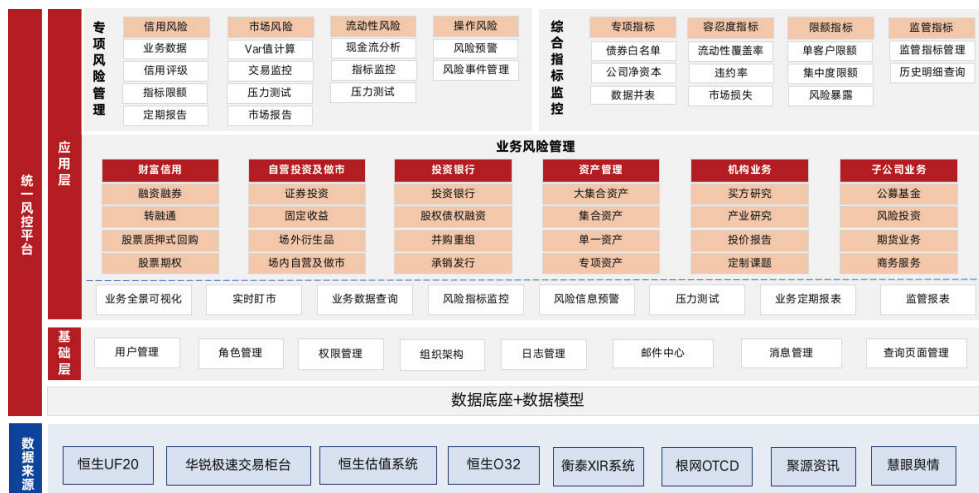 统一风控平台
应用层
专项风险管理
信用风险
业务数据
信用评级
指标限额
定期报告
市场风险
Var值计算
交易监控
压力测试
市场报告
流动性风险
现金流分析
指标监控
压力测试
操作风险
风险预警
风险事件管理
综合指标监控
专项指标
债券白名单
公司净资本
数据并表
容忍度指标
流动性覆盖率
违约率
市场损失
限额指标
单客户限额
集中度限额
风险暴露
监管指标
监管指标管理
历史明细查询
业务风险管理
财富信用
融资融券
转融通
股票质押式回购
股票期权
自营投资及做市
证券投资
固定收益
场外衍生品
场内自营及做市
投资银行
投资银行
股权债权融资
并购重组
承销发行
资产管理
大集合资产
集合资产
单一资产
专项资产
机构业务
买方研究
产业研究
投价报告
定制课题
子公司业务
公募基金
风险投资
期货业务
商务服务
业务全景可视化
实时盯市
业务数据查询
风险指标监控
风险信息预警
压力测试
业务定期报表
监管报表
基础层
用户管理
角色管理
权限管理
组织架构
日志管理
邮件中心
消息管理
查询页面管理
数据底座+数据模型
数据来源
恒生UF20
华锐极速交易柜台
恒生估值系统
恒生O32
衡泰XIR系统
根网OTCD
聚源资讯
慧眼舆情